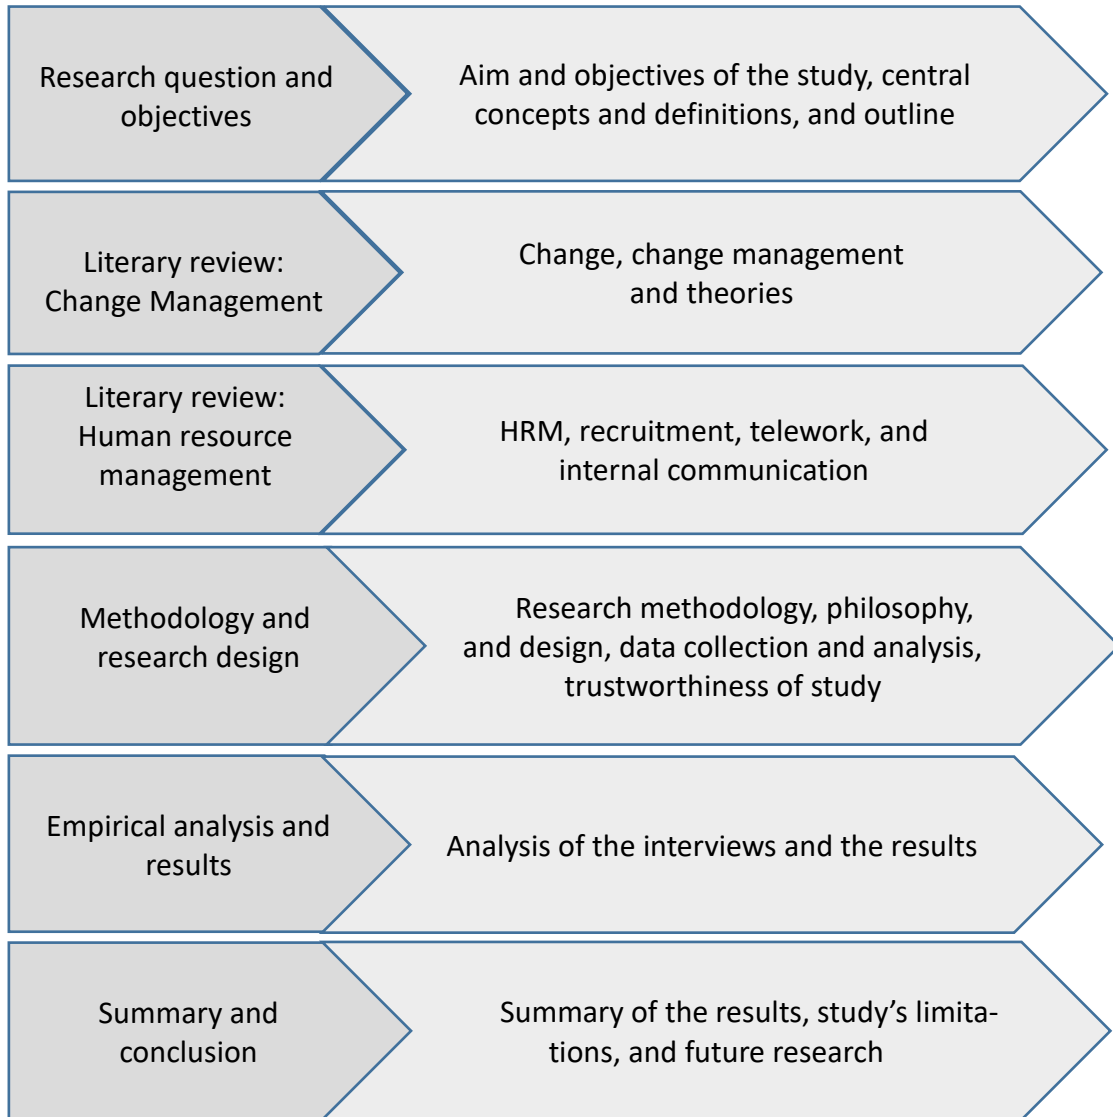 Research question and
objectives
Aim and objectives of the study, central
concepts and definitions, and outline
Literary review:
Change Management
Change, change management
and theories
Literary review:
Human resource
management
HRM, recruitment, telework, and
internal communication
Methodology and
research design
Research methodology, philosophy,
and design, data collection and analysis,
trustworthiness of study
Empirical analysis and
results
Analysis of the interviews and the results
Summary and
conclusion
Summary of the results, study’s limita-
tions, and future research